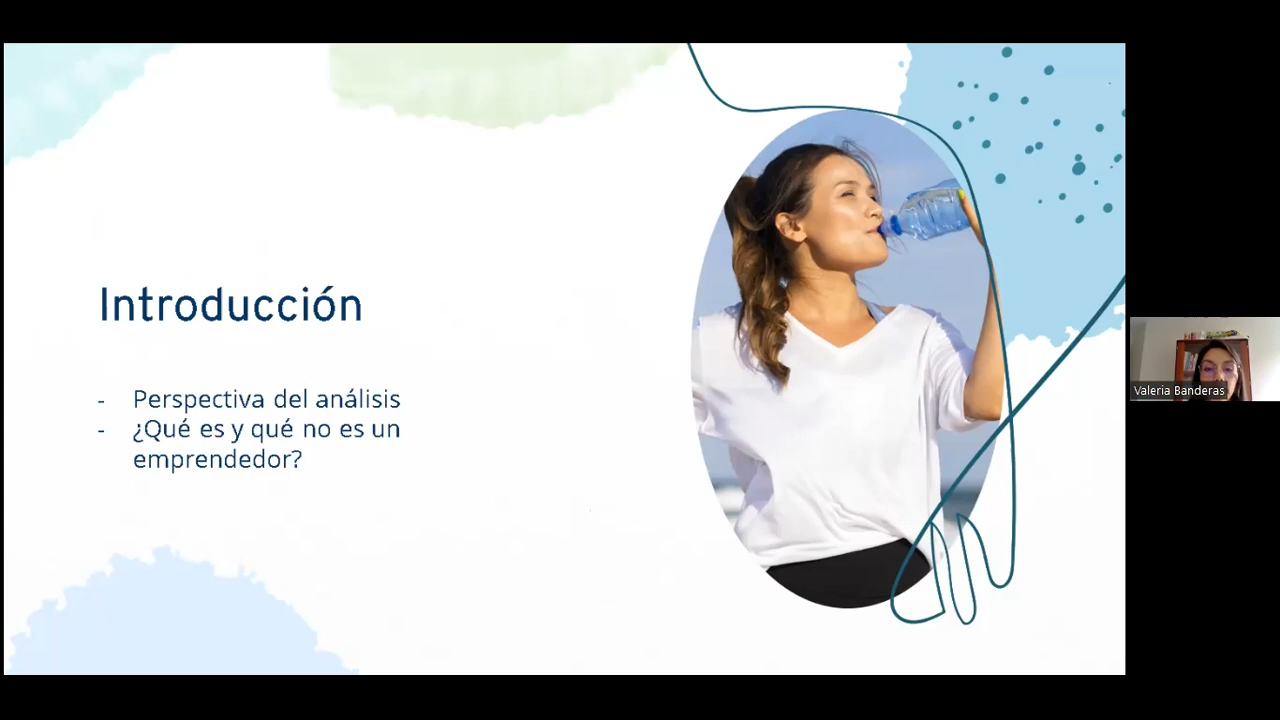 Introducción
- Perspectiva del análisis
- ¿Qué es y qué no es un
emprendedor?
Valeria Banderas